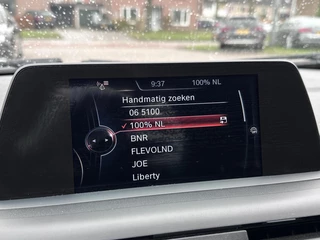 9:37
100% NL
Handmatig zoeken
06 5100
✓ 100% NL
BNR
FLEVOLND
JOE
Liberty